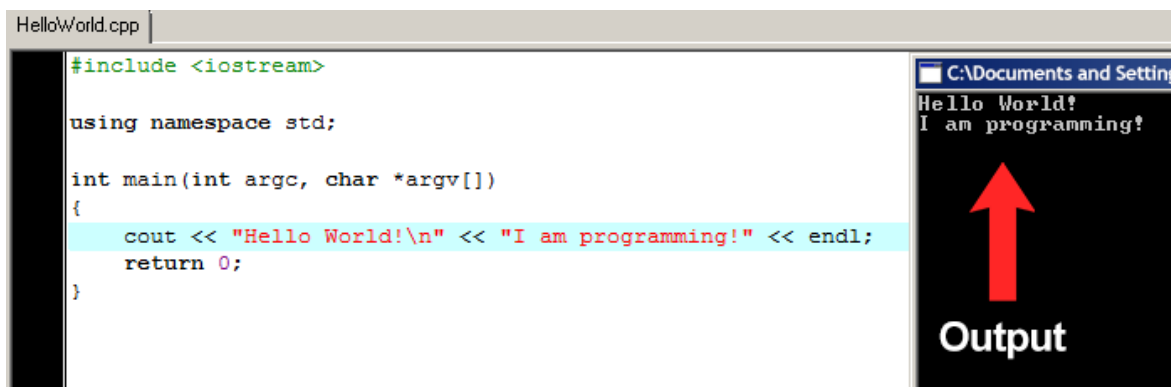 HelloWorld.cpp
#include <iostream>
using namespace std;
int main(int argc, char *argv[])
{
cout << "Hello World!\n" << "I am programming!" << endl;
return 0;
}
C:\Documents and Setting
Hello World!
I am programming!
Output